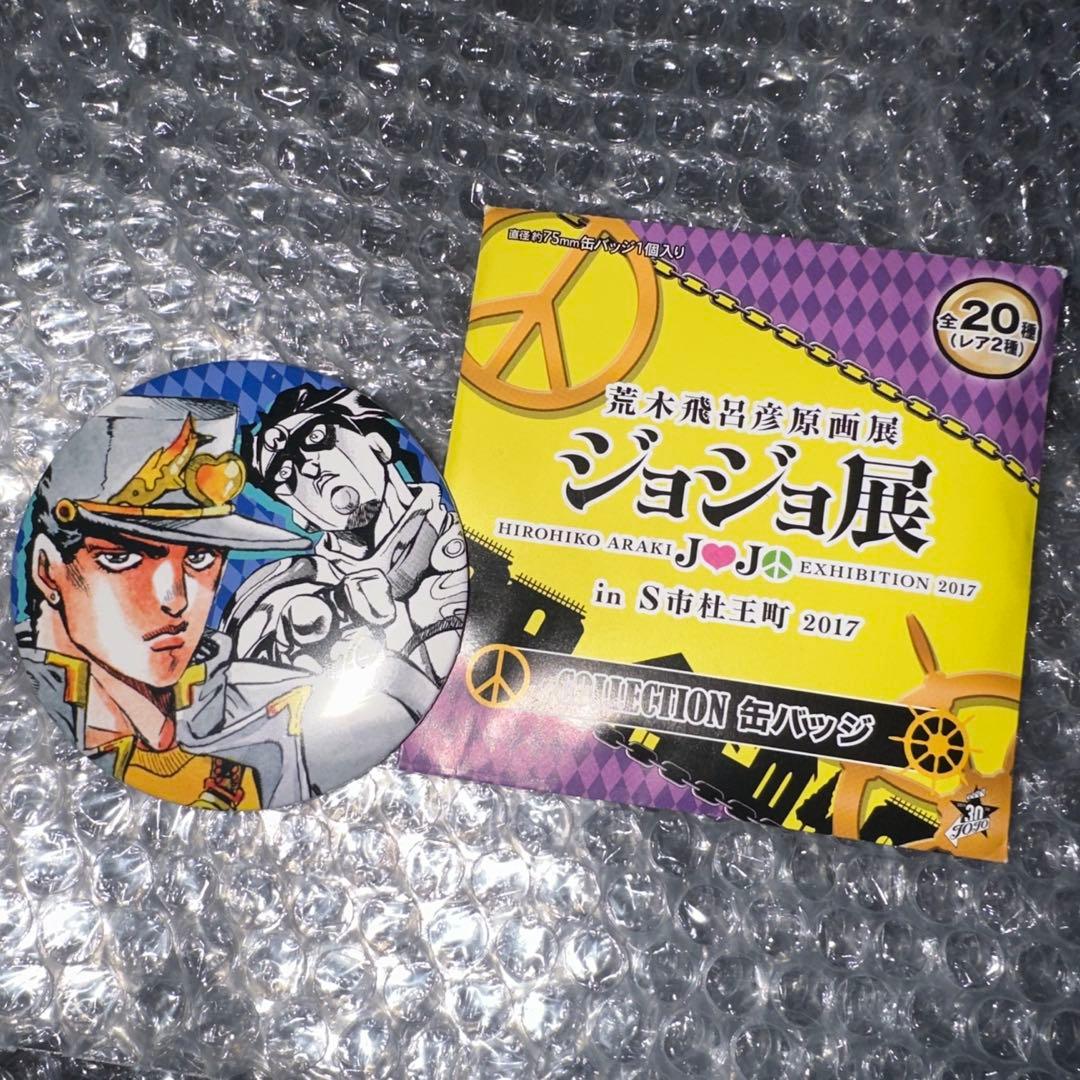 直径約75mm缶バッジ1個入り
全20種
(レア2種)
荒木飛呂彦原画展
ジョジョ展
HIROHIKO ARAKI JOJO EXHIBITION 2017
in S市杜王町 2017
COLLECTION 缶バッジ
30
JOJO